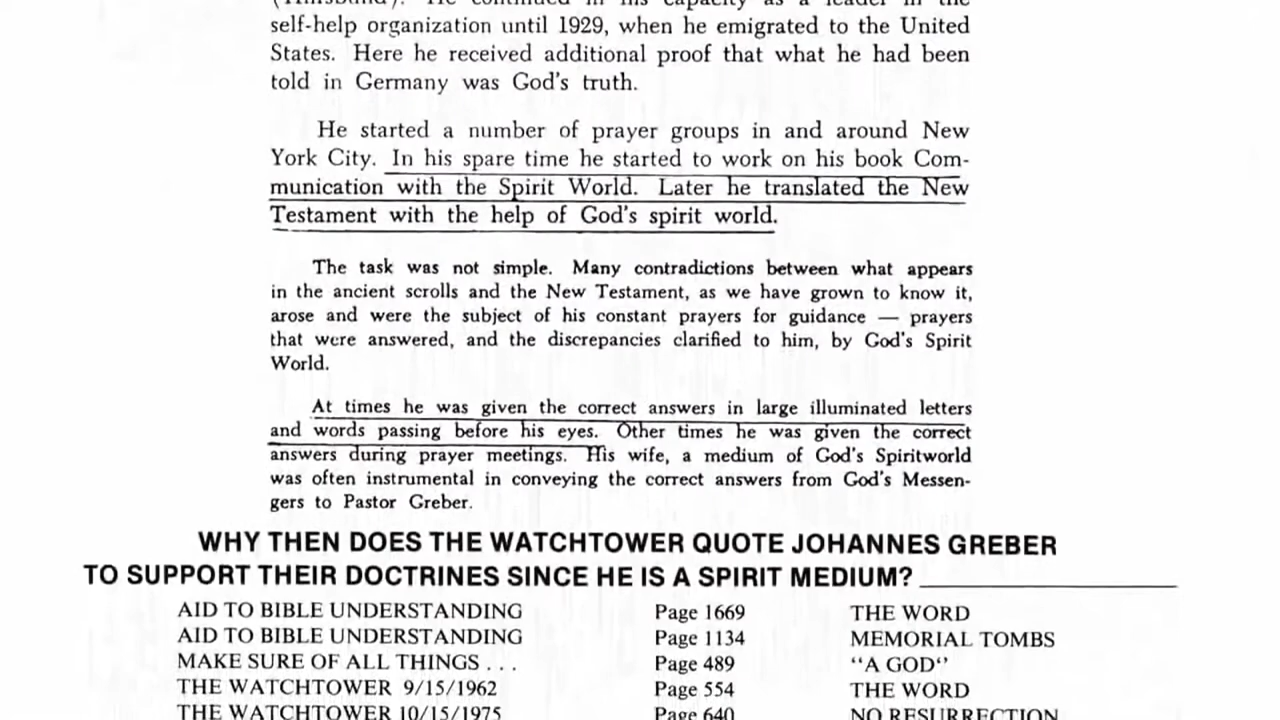 (Hilfsbund). He continued in his capacity as a leader in the
self-help organization until 1929, when he emigrated to the United
States. Here he received additional proof that what he had been
told in Germany was God's truth.
He started a number of prayer groups in and around New
York City. In his spare time he started to work on his book Com-
munication with the Spirit World. Later he translated the New
Testament with the help of God's spirit world.
The task was not simple. Many contradictions between what appears
in the ancient scrolls and the New Testament, as we have grown to know it,
arose and were the subject of his constant prayers for guidance — prayers
that were answered, and the discrepancies clarified to him, by God's Spirit
World.
At times he was given the correct answers in large illuminated letters
and words passing before his eyes. Other times he was given the correct
answers during prayer meetings. His wife, a medium of God's Spiritworld
was often instrumental in conveying the correct answers from God's Messen-
gers to Pastor Greber.
WHY THEN DOES THE WATCHTOWER QUOTE JOHANNES GREBER
TO SUPPORT THEIR DOCTRINES SINCE HE IS A SPIRIT MEDIUM?
AID TO BIBLE UNDERSTANDING Page 1669 THE WORD
AID TO BIBLE UNDERSTANDING Page 1134 MEMORIAL TOMBS
MAKE SURE OF ALL THINGS . . . Page 489 "A GOD"
THE WATCHTOWER 9/15/1962 Page 554 THE WORD
THE WATCHTOWER 10/15/1975 Page 640 NO RESURRECTION